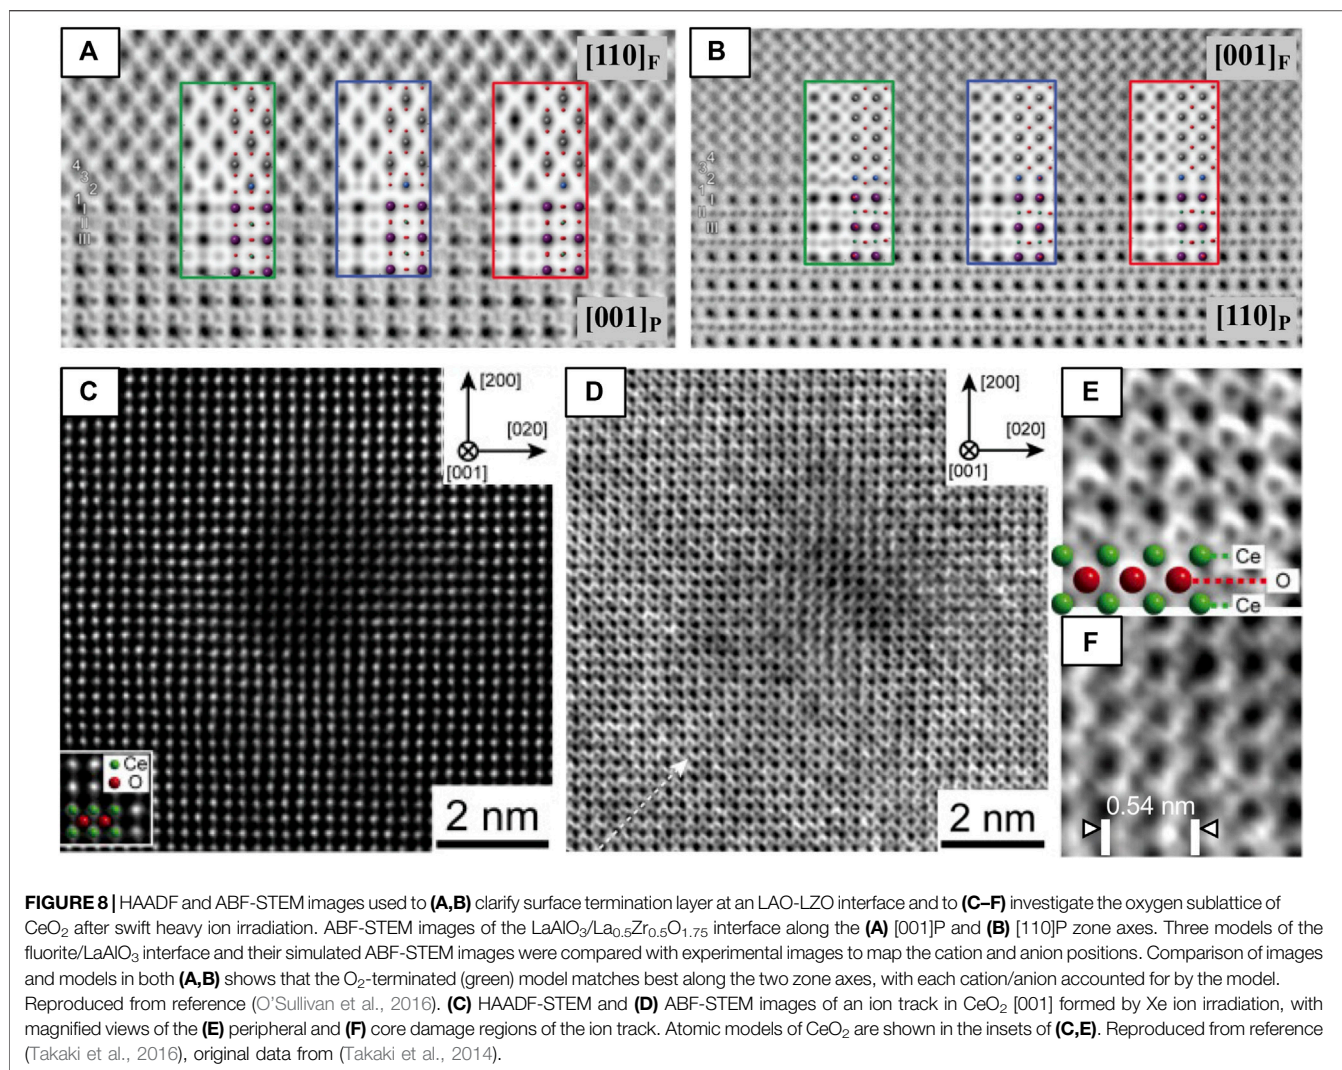 A
[110]F
4
3
2
1
I
II
III
[001]P
B
[001]F
4
3
2
1
I
II
III
[110]P
C
[200]
[020]
[001]
Ce
O
2 nm
D
[200]
[020]
[001]
2 nm
E
Ce
O
Ce
F
0.54 nm
FIGURE 8 | HAADF and ABF-STEM images used to (A,B) clarify surface termination layer at an LAO-LZO interface and to (C–F) investigate the oxygen sublattice of
CeO2 after swift heavy ion irradiation. ABF-STEM images of the LaAlO3/La0.5Zr0.5O1.75 interface along the (A) [001]P and (B) [110]P zone axes. Three models of the
fluorite/LaAlO3 interface and their simulated ABF-STEM images were compared with experimental images to map the cation and anion positions. Comparison of images
and models in both (A,B) shows that the O2-terminated (green) model matches best along the two zone axes, with each cation/anion accounted for by the model.
Reproduced from reference (O'Sullivan et al., 2016). (C) HAADF-STEM and (D) ABF-STEM images of an ion track in CeO2 [001] formed by Xe ion irradiation, with
magnified views of the (E) peripheral and (F) core damage regions of the ion track. Atomic models of CeO2 are shown in the insets of (C,E). Reproduced from reference
(Takaki et al., 2016), original data from (Takaki et al., 2014).